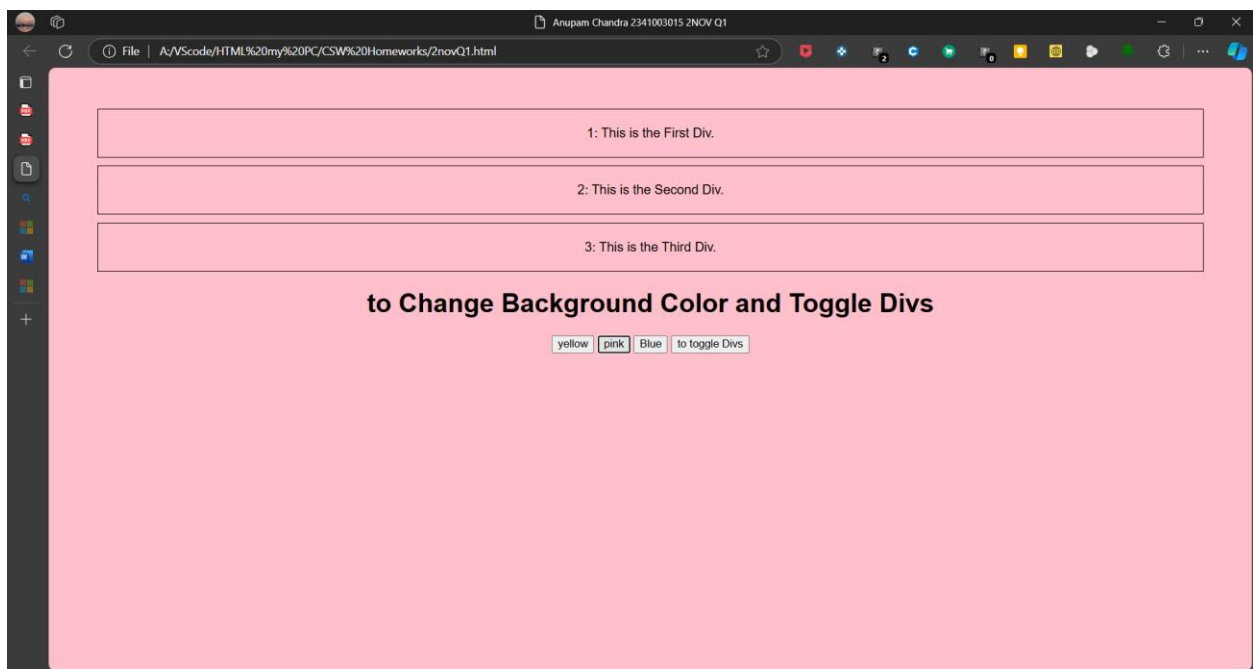 Anupam Chandra 2341003015 2NOV Q1
File | A:/VScode/HTML%20my%20PC/CSW%20Homeworks/2novQ1.html
2
0
1: This is the First Div.
2: This is the Second Div.
3: This is the Third Div.
to Change Background Color and Toggle Divs
yellow pink Blue to toggle Divs